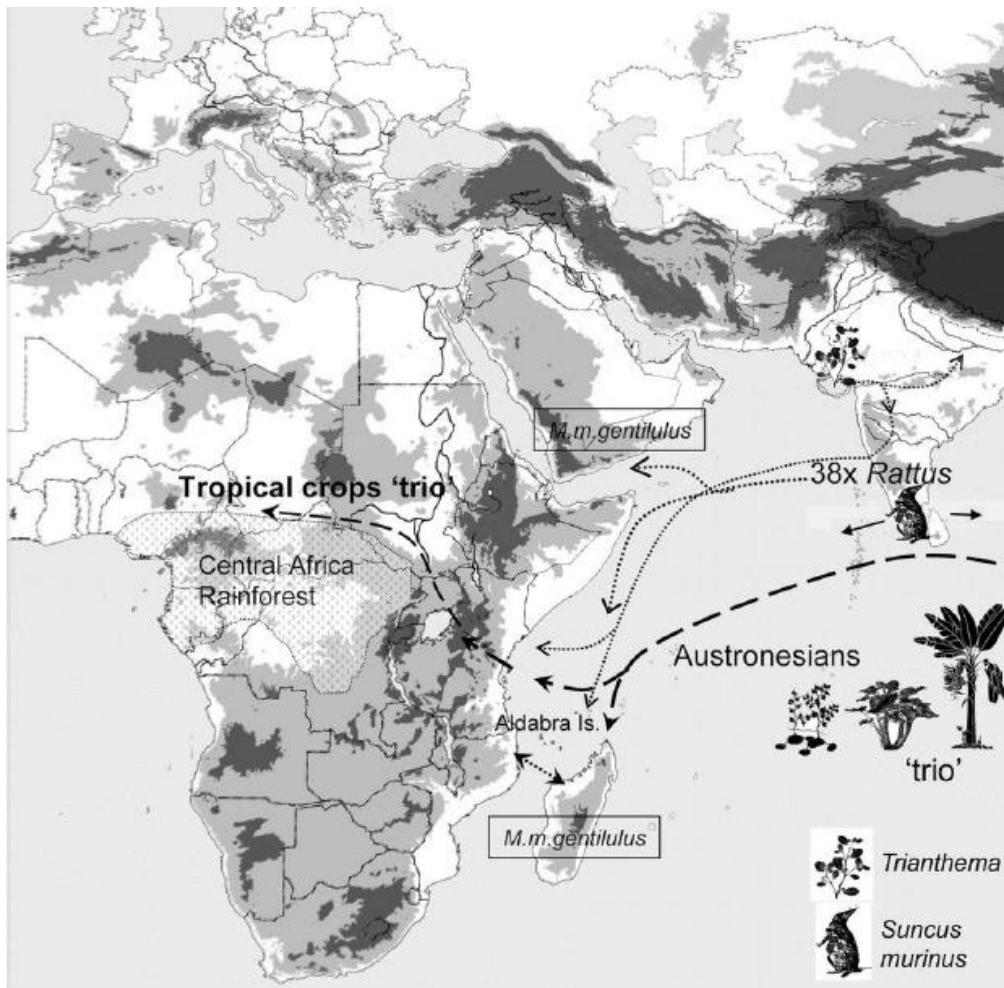 M.m.gentilulus
38x Rattus
Tropical crops 'trio'
Central Africa
Rainforest
Austronesians
Aldabra Is.
'trio'
M.m.gentilulus
Trianthema
Suncus
murinus